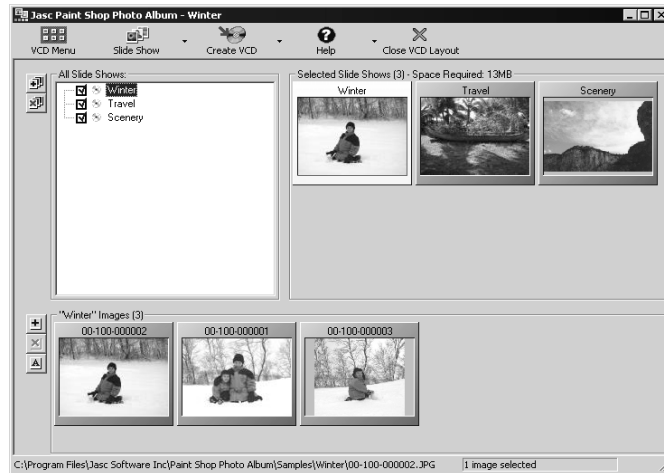 Jasc Paint Shop Photo Album - Winter
VCD Menu Slide Show Create VCD Help Close VCD Layout
All Slide Shows:
Winter
Travel
Scenery
Selected Slide Shows (3) - Space Required: 13MB
Winter Travel Scenery
"Winter" Images (3)
00-100-000002 00-100-000001 00-100-000003
A
C:\Program Files\Jasc Software Inc\Paint Shop Photo Album\Samples\Winter\00-100-000002.JPG 1 image selected